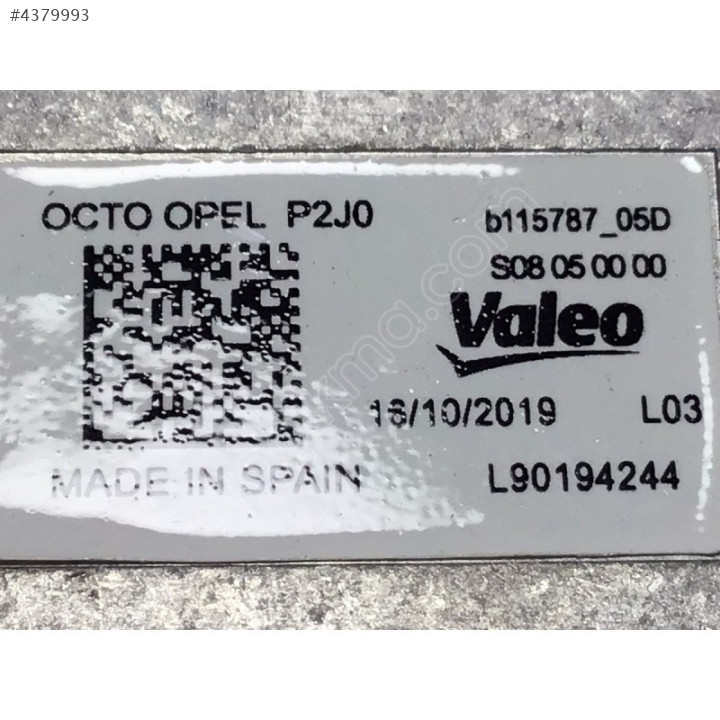 #4379993
OCTO OPEL P2J0
b115787_05D
S08 05 00 00
Valeo
16/10/2019 L03
MADE IN SPAIN
L90194244